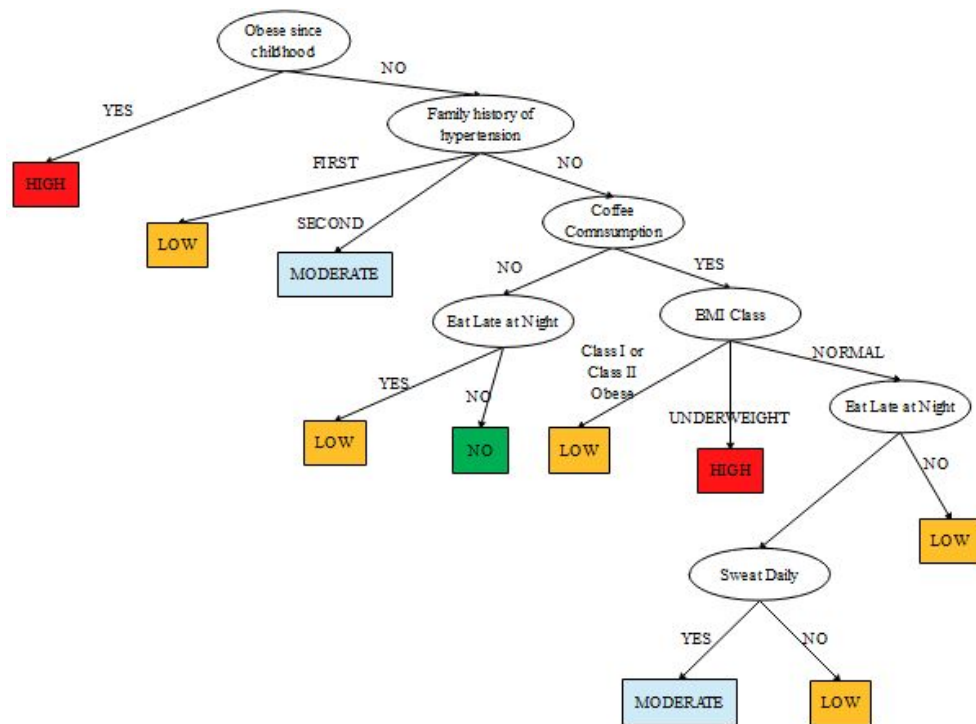 Obese since
childhood
NO
YES
Family history of
hypertension
HIGH
FIRST
NO
SECOND
LOW
MODERATE
Coffee
Comnsumption
NO
YES
Eat Late at Night
BMI Class
YES
NO
LOW
NO
Class I or
Class II
Obese
UNDERWEIGHT
NORMAL
LOW
HIGH
Eat Late at Night
NO
LOW
Sweat Daily
YES
NO
MODERATE
LOW